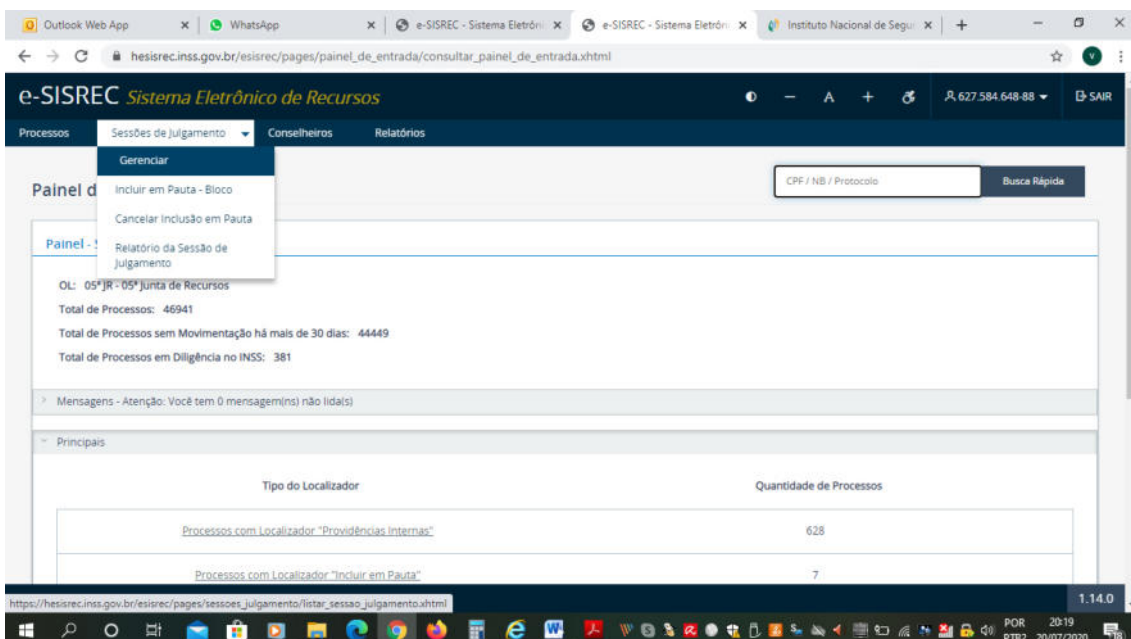 Outlook Web App
WhatsApp
e-SISREC - Sistema Eletrôni
e-SISREC - Sistema Eletrôni
Instituto Nacional de Segu
hesisrec.inss.gov.br/esisrec/pages/painel_de_entrada/consultar_painel_de_entrada.xhtml
V
e-SISREC Sistema Eletrônico de Recursos
A
627.584.648-88
SAIR
Processos
Sessões de Julgamento
Conselheiros
Relatórios
Gerenciar
Incluir em Pauta - Bloco
Cancelar Inclusão em Pauta
Relatório da Sessão de
Julgamento
Painel d
CPF / NB / Protocolo
Busca Rápida
Painel -
OL: 05ª JR - 05ª Junta de Recursos
Total de Processos: 46941
Total de Processos sem Movimentação há mais de 30 dias: 44449
Total de Processos em Diligência no INSS: 381
Mensagens - Atenção: Você tem 0 mensagem(ns) não lida(s)
Principais
Tipo do Localizador
Quantidade de Processos
Processos com Localizador "Providências Internas"
628
Processos com Localizador "Incluir em Pauta"
7
https://hesisrec.inss.gov.br/esisrec/pages/sessoes_julgamento/listar_sessao_julgamento.xhtml
1.14.0
POR
PTB2
20:19
20/07/2020